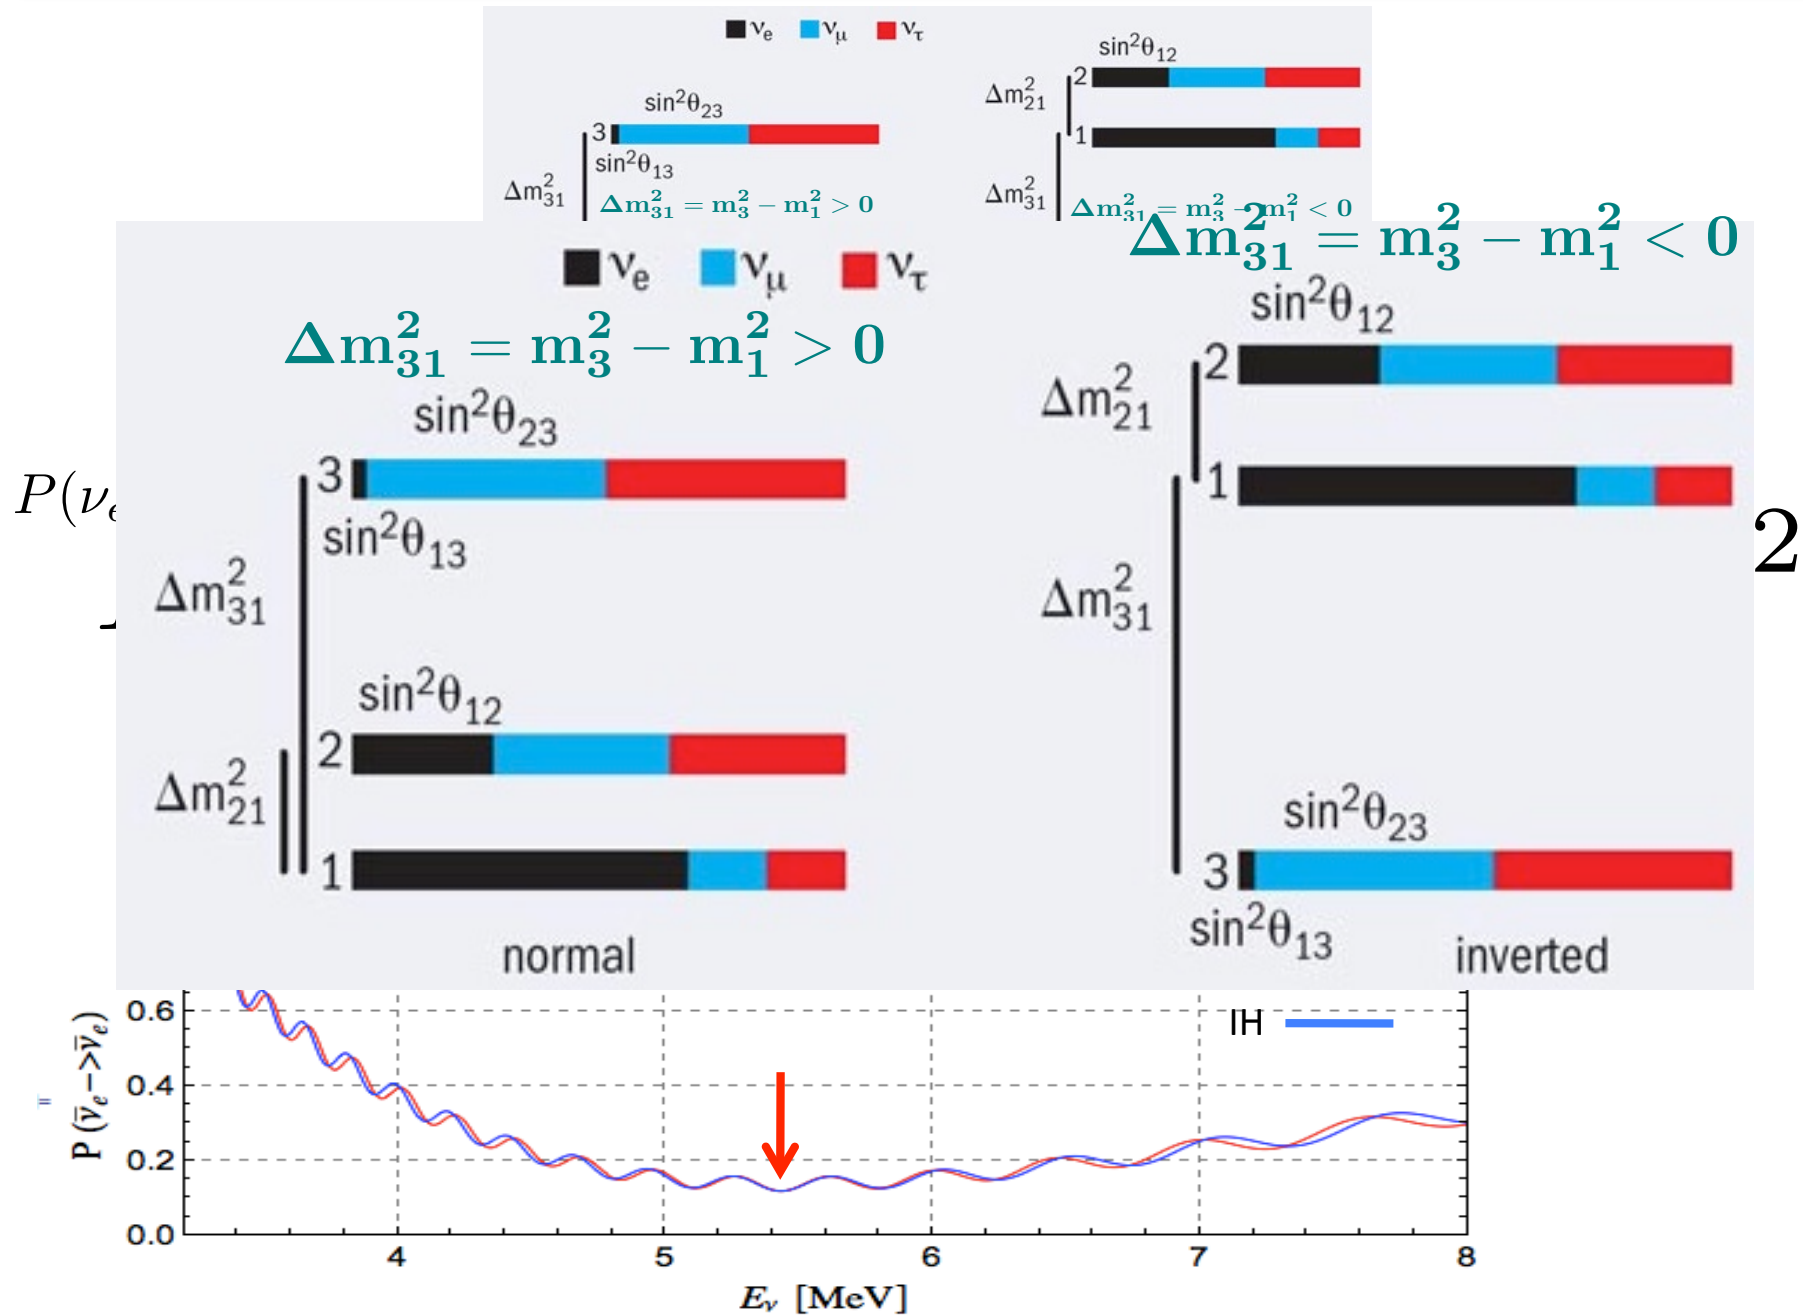 νe νμ ντ
sin²θ12
2
Δm²21
sin²θ23
3
1
sin²θ13
Δm²31
Δm²31
Δm²31 = m²3 − m²1 > 0
Δm²31 = m²3 − m²1 < 0
Δm²31 = m²3 − m²1 < 0
νe νμ ντ
Δm²31 = m²3 − m²1 > 0
sin²θ23
3
sin²θ13
Δm²31
sin²θ12
2
Δm²21
1
normal
sin²θ12
2
Δm²21
1
Δm²31
sin²θ23
3
sin²θ13
inverted
P(νe
2
IH
P(ν̄e−>ν̄e)
0.6
0.4
0.2
0.0
4 5 6 7 8
Eν [MeV]